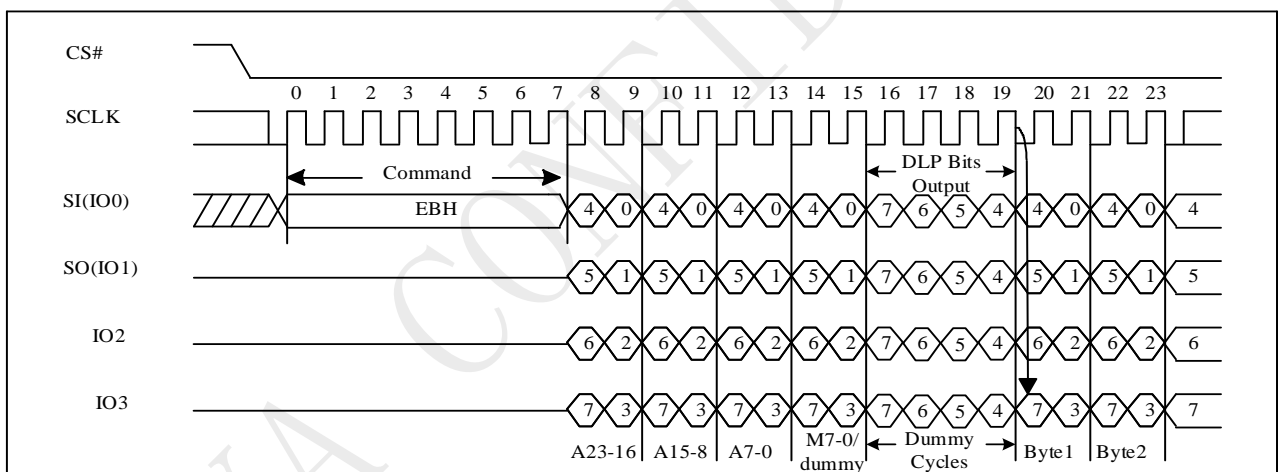 CS#
0 1 2 3 4 5 6 7 8 9 10 11 12 13 14 15 16 17 18 19 20 21 22 23
SCLK
Command
DLP Bits
Output
SI(IO0)
EBH
4 0 4 0 4 0 4 0 7 6 5 4 4 0 4 0 4
SO(IO1)
5 1 5 1 5 1 5 1 7 6 5 4 5 1 5 1 5
IO2
6 2 6 2 6 2 6 2 7 6 5 4 6 2 6 2 6
IO3
7 3 7 3 7 3 7 3 7 6 5 4 7 3 7 3 7
A23-16 A15-8 A7-0 M7-0/
dummy
Dummy
Cycles
Byte1 Byte2